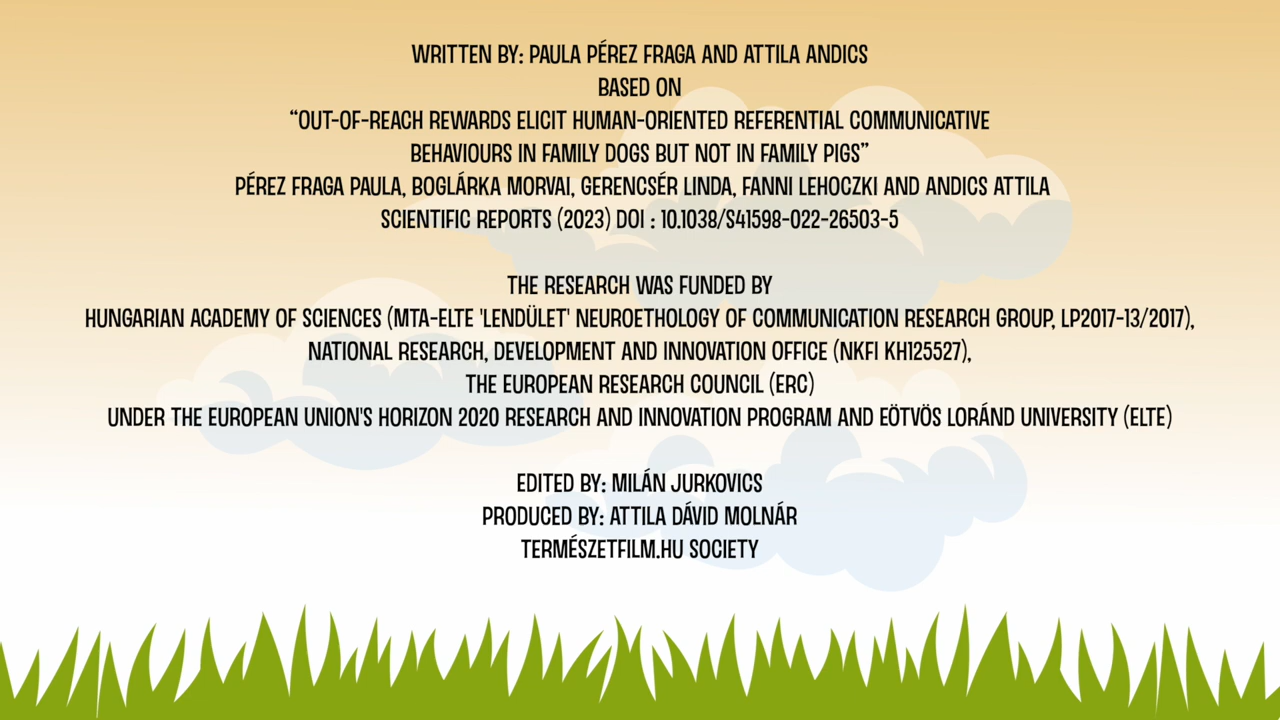 WRITTEN BY: PAULA PÉREZ FRAGA AND ATTILA ANDICS
BASED ON
“OUT-OF-REACH REWARDS ELICIT HUMAN-ORIENTED REFERENTIAL COMMUNICATIVE
BEHAVIOURS IN FAMILY DOGS BUT NOT IN FAMILY PIGS”
PÉREZ FRAGA PAULA, BOGLÁRKA MORVAI, GERENCSÉR LINDA, FANNI LEHOCZKI AND ANDICS ATTILA
SCIENTIFIC REPORTS (2023) DOI : 10.1038/S41598-022-26503-5
THE RESEARCH WAS FUNDED BY
HUNGARIAN ACADEMY OF SCIENCES (MTA-ELTE 'LENDÜLET' NEUROETHOLOGY OF COMMUNICATION RESEARCH GROUP, LP2017-13/2017),
NATIONAL RESEARCH, DEVELOPMENT AND INNOVATION OFFICE (NKFI KH125527),
THE EUROPEAN RESEARCH COUNCIL (ERC)
UNDER THE EUROPEAN UNION'S HORIZON 2020 RESEARCH AND INNOVATION PROGRAM AND EÖTVÖS LORÁND UNIVERSITY (ELTE)
EDITED BY: MILÁN JURKOVICS
PRODUCED BY: ATTILA DÁVID MOLNÁR
TERMÉSZETFILM.HU SOCIETY